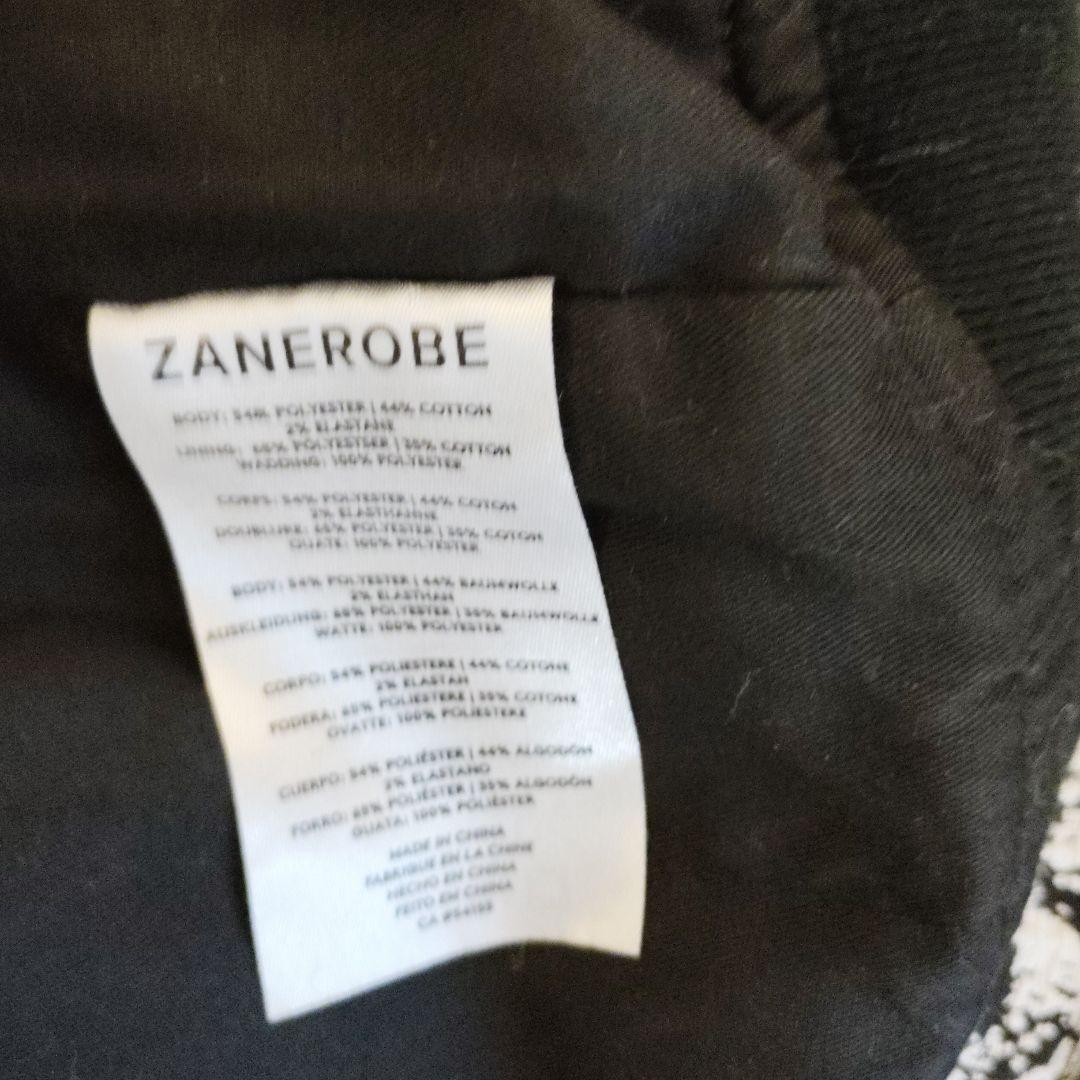 ZANEROBE
BODY: 54% POLYESTER | 44% COTTON
2% ELASTANE
LINING: 65% POLYESTSER | 35% COTTON
WADDING: 100% POLYESTER
CORPS: 54% POLYESTER | 44% COTON
2% ELASTHANNE
DOUBLURE: 65% POLYESTER | 35% COTON
OUATE: 100% POLYESTER
BODY: 54% POLYESTER | 44% BAUMWOLLE
2% ELASTHAN
AUSKLEIDUNG: 65% POLYESTER | 35% BAUMWOLLE
WATTE: 100% POLYESTER
CORPO: 54% POLIESTERE | 44% COTONE
2% ELASTAN
FODERA: 65% POLIESTERE | 35% COTONE
OVATTE: 100% POLIESTERE
CUERPO: 54% POLIÉSTER | 44% ALGODÓN
2% ELASTANO
FORRO: 65% POLIÉSTER | 35% ALGODÓN
GUATA: 100% POLIÉSTER
MADE IN CHINA
FABRIQUE EN LA CHINE
HECHO EN CHINA
FEITO EN CHINA
CA